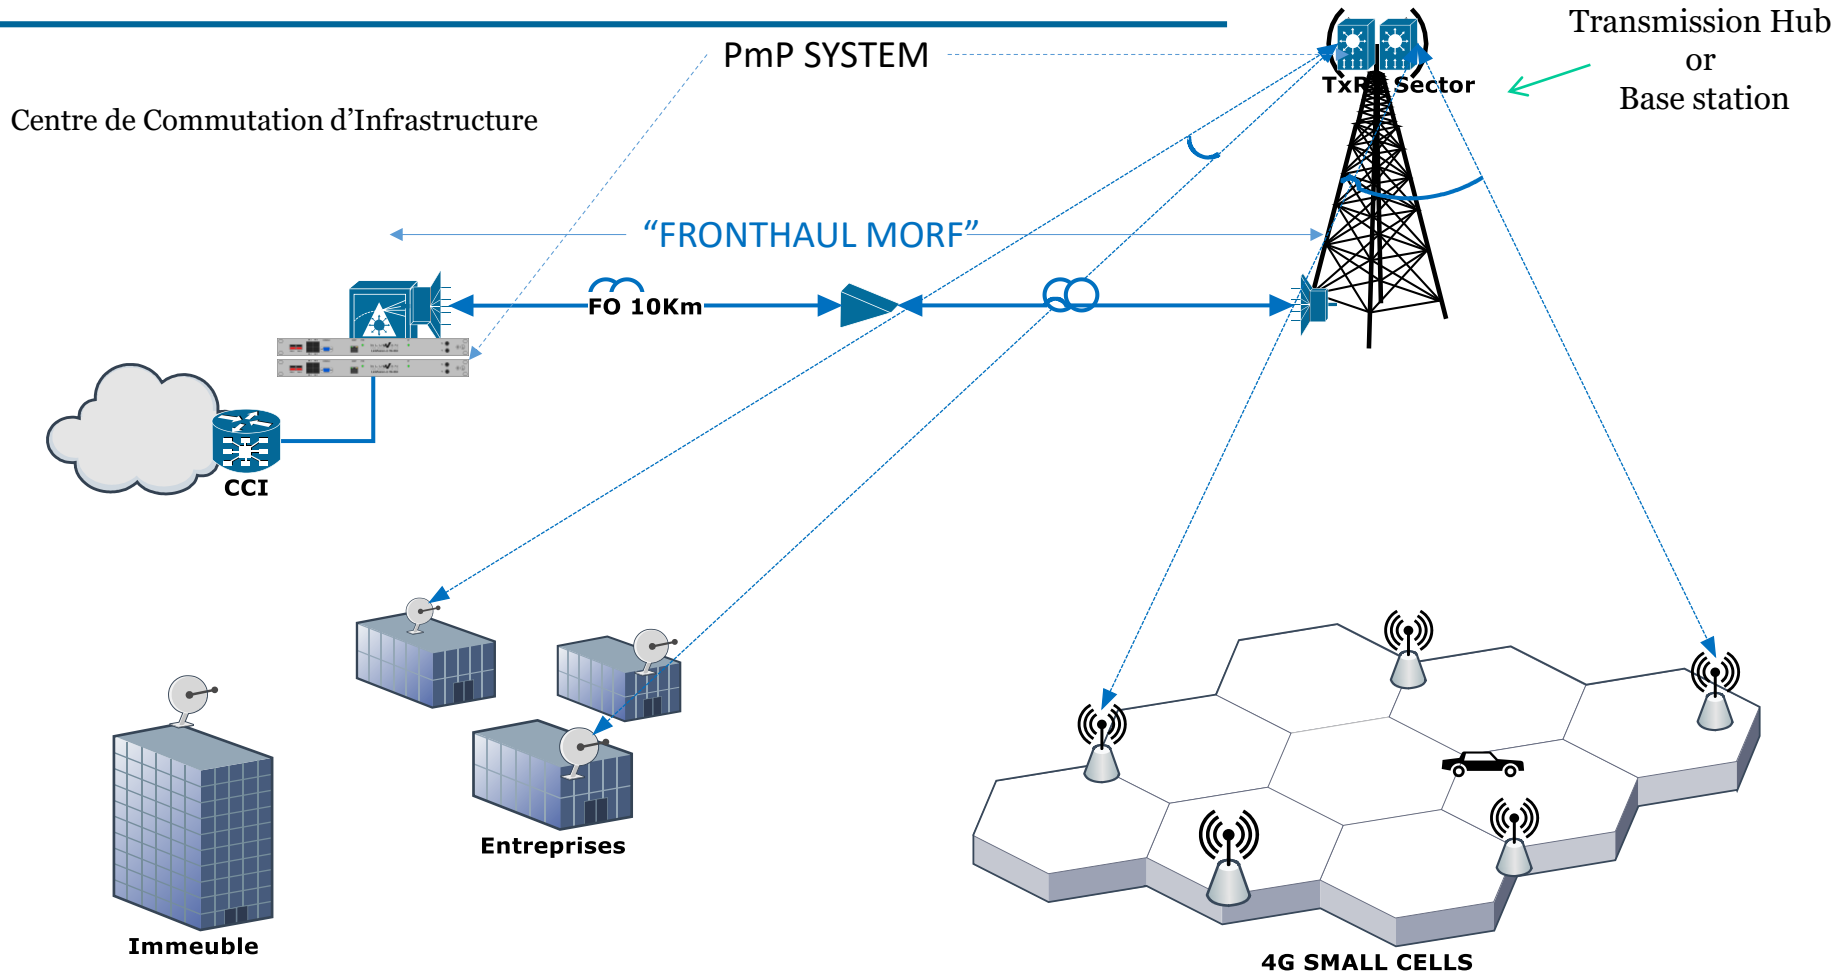 Transmission Hub
or
Base station
PmP SYSTEM
TxRx Sector
Centre de Commutation d’Infrastructure
“FRONTHAUL MORF”
FO 10Km
CCI
Entreprises
Immeuble
4G SMALL CELLS